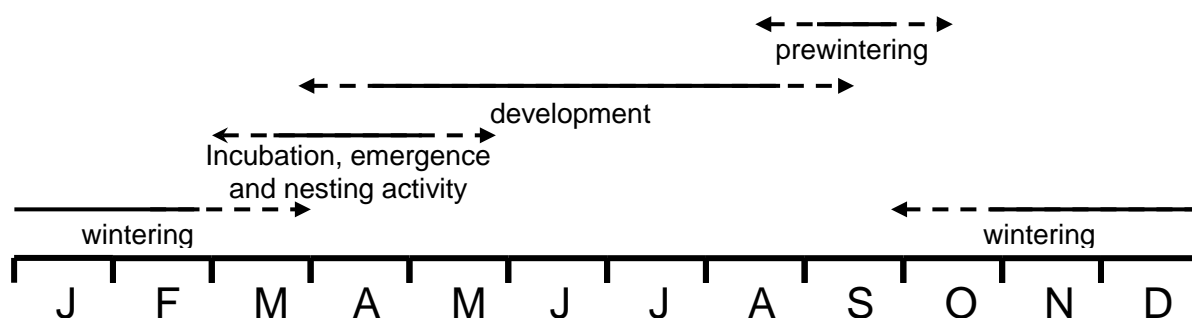 prewintering
development
Incubation, emergence
and nesting activity
wintering wintering
J F M A M J J A S O N D